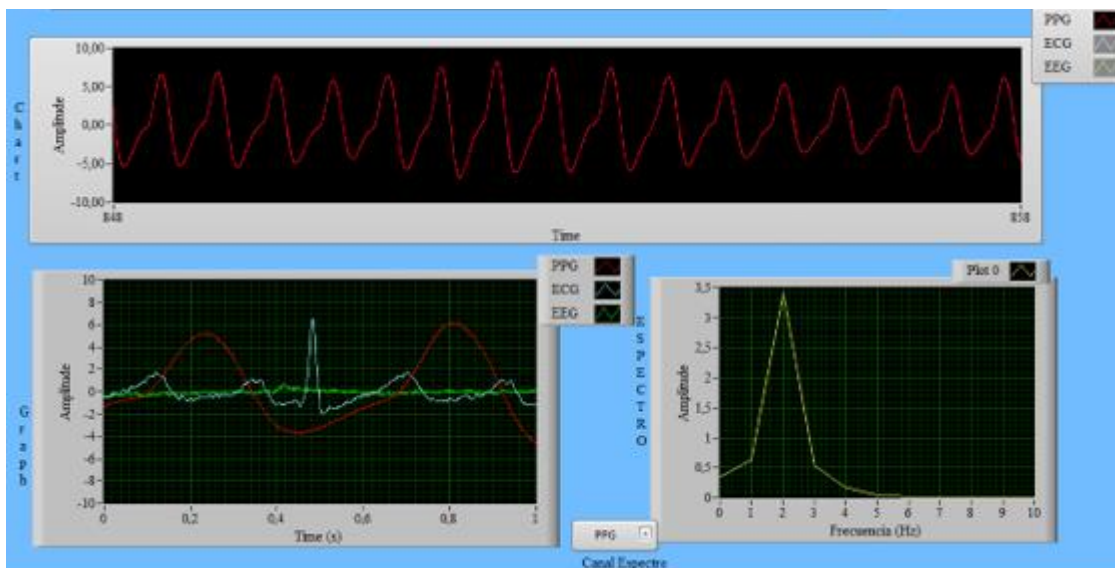 PPG
ECG
EEG
Chart
Amplitude
10,00
5,00
0,00
-5,00
-10,00
848
858
Time
Graph
PPG
ECG
EEG
Amplitude
10
8
6
4
2
0
-2
-4
-6
-8
-10
0
0,2
0,4
0,6
0,8
1
Time (s)
ESPECtRO
Plot 0
Amplitude
3,5
3
2,5
2
1,5
1
0,5
0
0 1 2 3 4 5 6 7 8 9 10
Frecuencia (Hz)
PPG
Canal Espectre